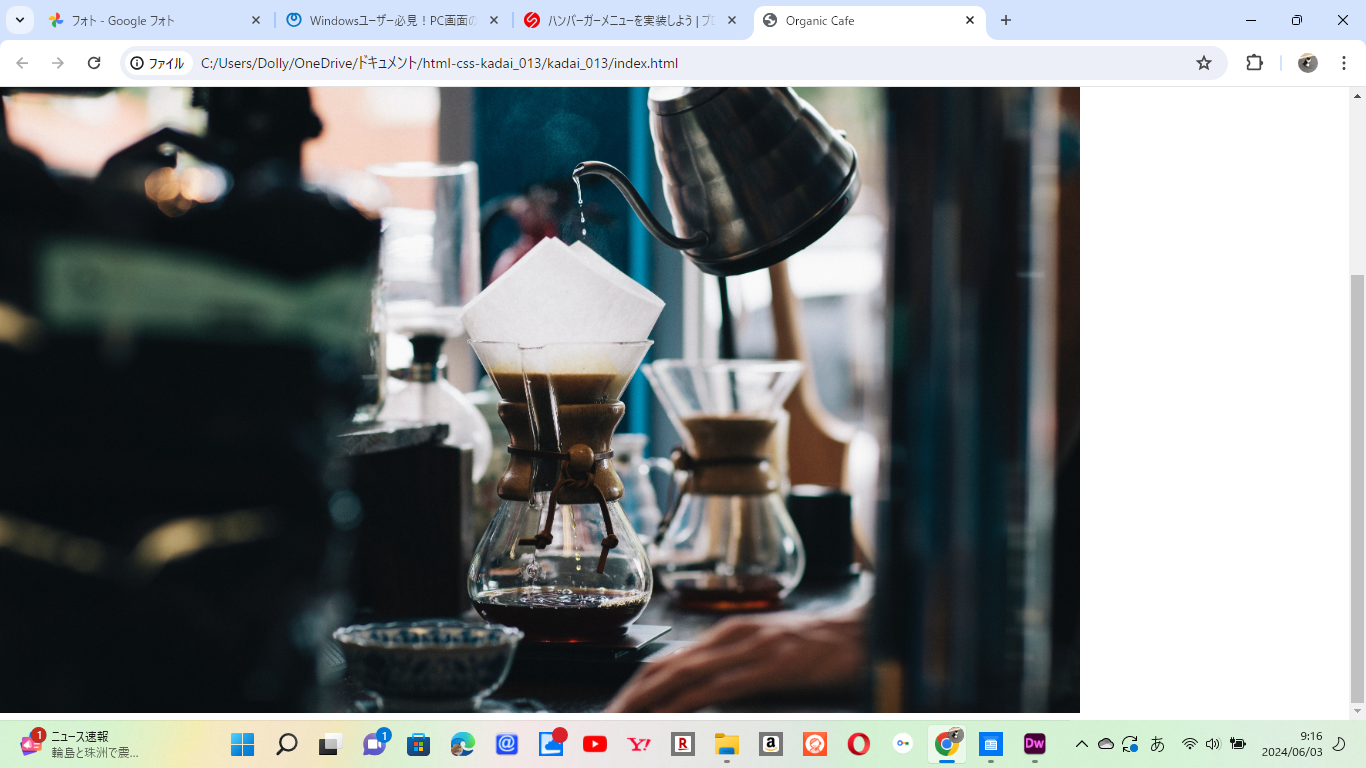 フォト - Google フォト
Windowsユーザー必見！PC画面の
ハンバーガーメニューを実装しよう | プロ
Organic Cafe
ファイル
C:/Users/Dolly/OneDrive/ドキュメント/html-css-kadai_013/kadai_013/index.html
1
ニュース速報
輪島と珠洲で震...
1
R
a
Dw
あ
9:16
2024/06/03